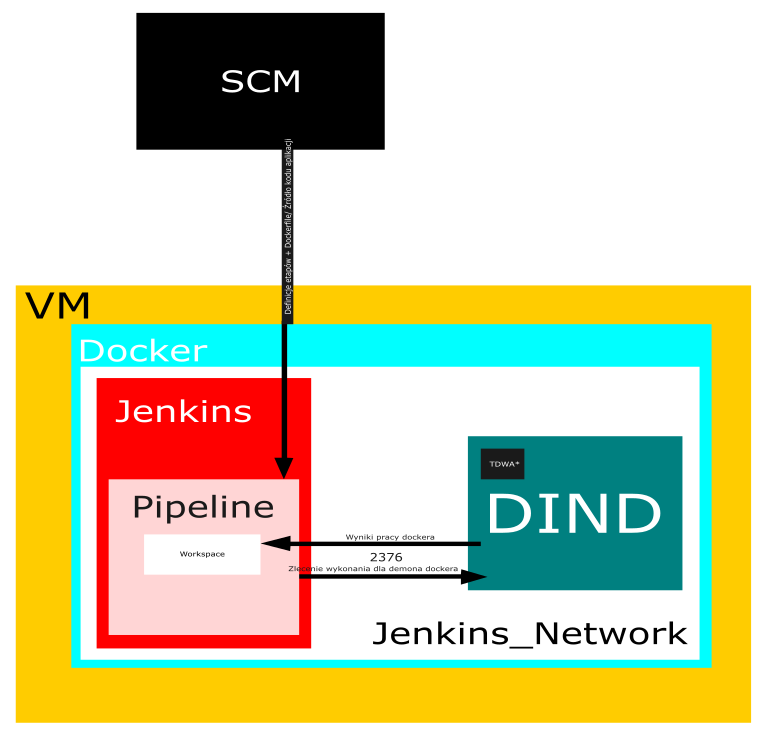 SCM
Definicje etapów + Dockerfile/ Źródło kodu aplikacji
VM
Docker
Jenkins
Pipeline
Workspace
TDWA*
DIND
Wyniki pracy dockera
2376
Zlecenie wykonania dla demona dockera
Jenkins_Network